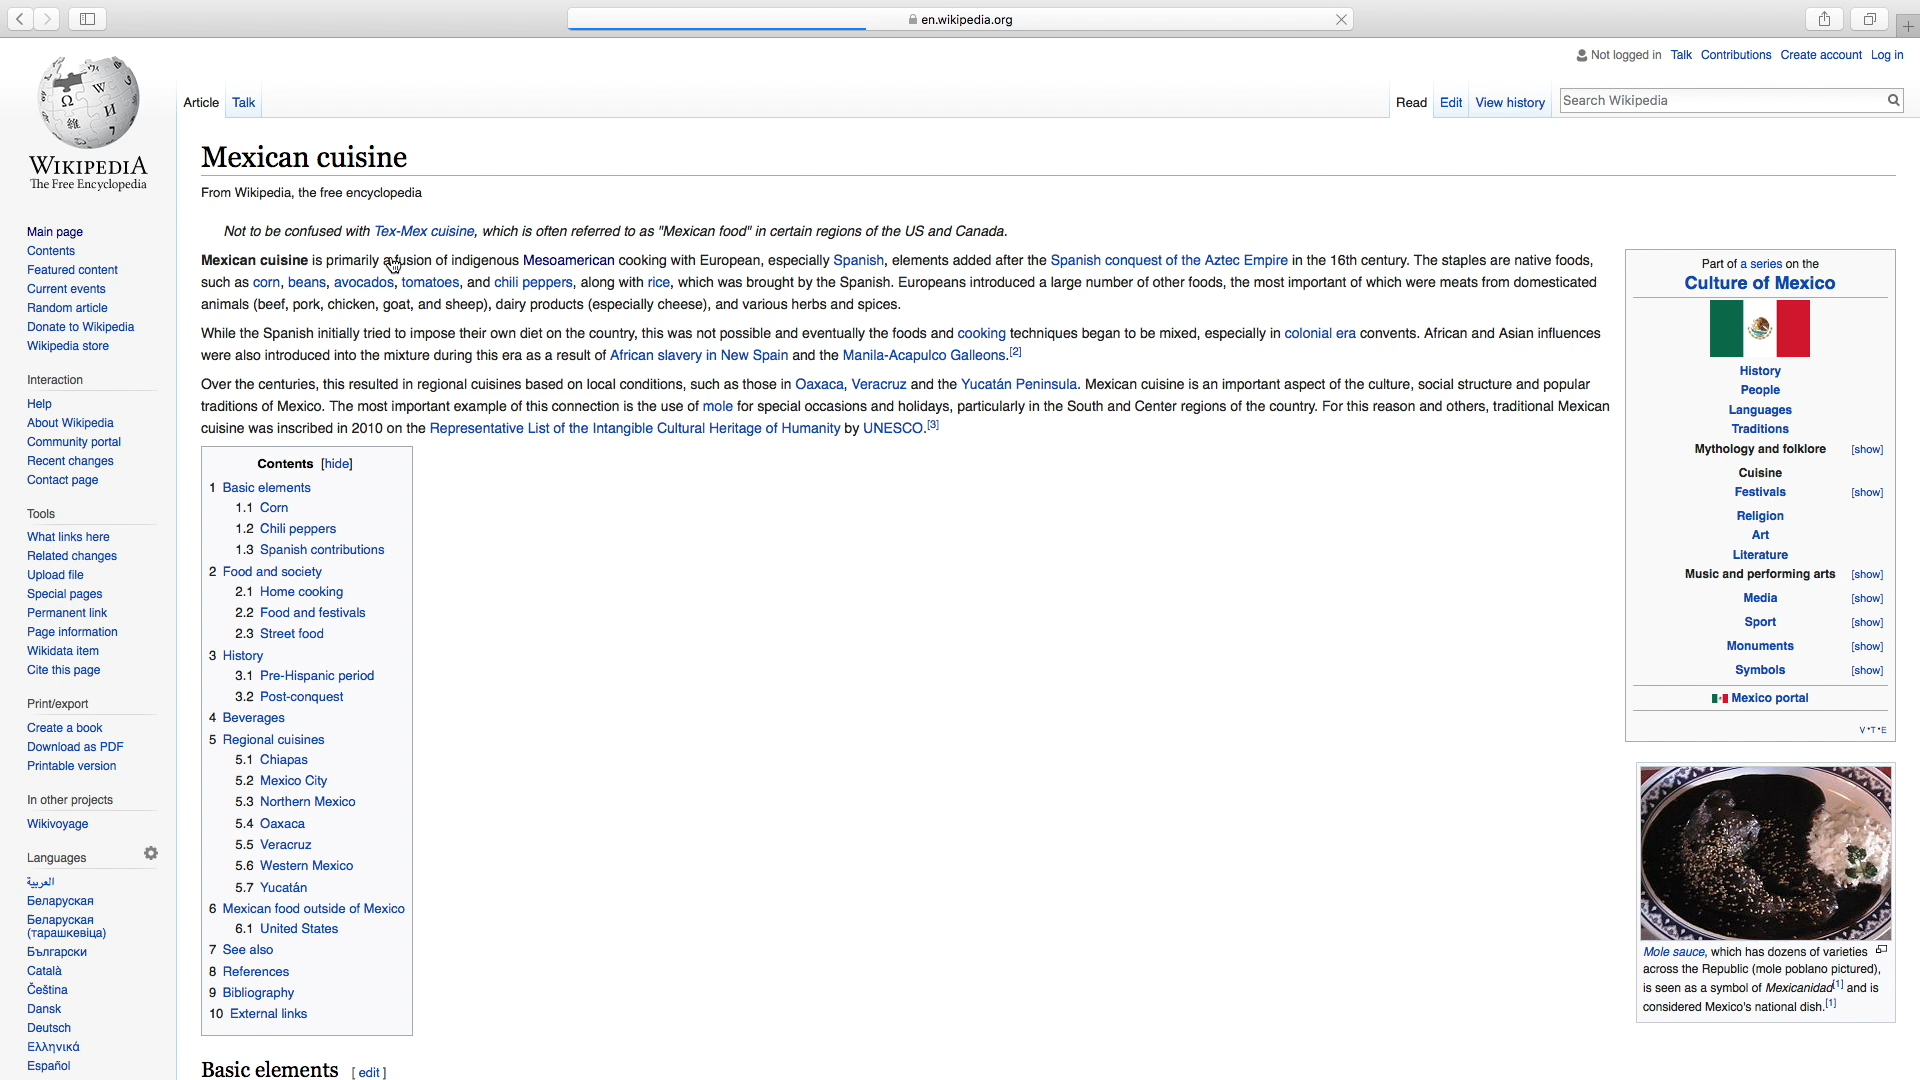 en.wikipedia.org
Not logged in Talk Contributions Create account Log in
Article Talk
Read Edit View history
Search Wikipedia
WIKIPEDIA
The Free Encyclopedia
Main page
Contents
Featured content
Current events
Random article
Donate to Wikipedia
Wikipedia store
Interaction
Help
About Wikipedia
Community portal
Recent changes
Contact page
Tools
What links here
Related changes
Upload file
Special pages
Permanent link
Page information
Wikidata item
Cite this page
Print/export
Create a book
Download as PDF
Printable version
In other projects
Wikivoyage
Languages
العربية
Беларуская
Беларуская
(тарашкевіца)
Български
Català
Čeština
Dansk
Deutsch
Ελληνικά
Español
Mexican cuisine
From Wikipedia, the free encyclopedia
Not to be confused with Tex-Mex cuisine, which is often referred to as "Mexican food" in certain regions of the US and Canada.
Mexican cuisine is primarily a fusion of indigenous Mesoamerican cooking with European, especially Spanish, elements added after the Spanish conquest of the Aztec Empire in the 16th century. The staples are native foods,
such as corn, beans, avocados, tomatoes, and chili peppers, along with rice, which was brought by the Spanish. Europeans introduced a large number of other foods, the most important of which were meats from domesticated
animals (beef, pork, chicken, goat, and sheep), dairy products (especially cheese), and various herbs and spices.
While the Spanish initially tried to impose their own diet on the country, this was not possible and eventually the foods and cooking techniques began to be mixed, especially in colonial era convents. African and Asian influences
were also introduced into the mixture during this era as a result of African slavery in New Spain and the Manila-Acapulco Galleons.[2]
Over the centuries, this resulted in regional cuisines based on local conditions, such as those in Oaxaca, Veracruz and the Yucatán Peninsula. Mexican cuisine is an important aspect of the culture, social structure and popular
traditions of Mexico. The most important example of this connection is the use of mole for special occasions and holidays, particularly in the South and Center regions of the country. For this reason and others, traditional Mexican
cuisine was inscribed in 2010 on the Representative List of the Intangible Cultural Heritage of Humanity by UNESCO.[3]
Contents [hide]
1 Basic elements
1.1 Corn
1.2 Chili peppers
1.3 Spanish contributions
2 Food and society
2.1 Home cooking
2.2 Food and festivals
2.3 Street food
3 History
3.1 Pre-Hispanic period
3.2 Post-conquest
4 Beverages
5 Regional cuisines
5.1 Chiapas
5.2 Mexico City
5.3 Northern Mexico
5.4 Oaxaca
5.5 Veracruz
5.6 Western Mexico
5.7 Yucatán
6 Mexican food outside of Mexico
6.1 United States
7 See also
8 References
9 Bibliography
10 External links
Basic elements [ edit ]
Part of a series on the
Culture of Mexico
History
People
Languages
Traditions
Mythology and folklore [show]
Cuisine
Festivals [show]
Religion
Art
Literature
Music and performing arts [show]
Media [show]
Sport [show]
Monuments [show]
Symbols [show]
Mexico portal
V·T·E
Mole sauce, which has dozens of varieties
across the Republic (mole poblano pictured),
is seen as a symbol of Mexicanidad[1] and is
considered Mexico's national dish.[1]